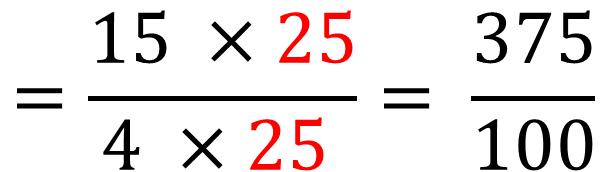 = (15 × 25)/(4 × 25) = 375/100